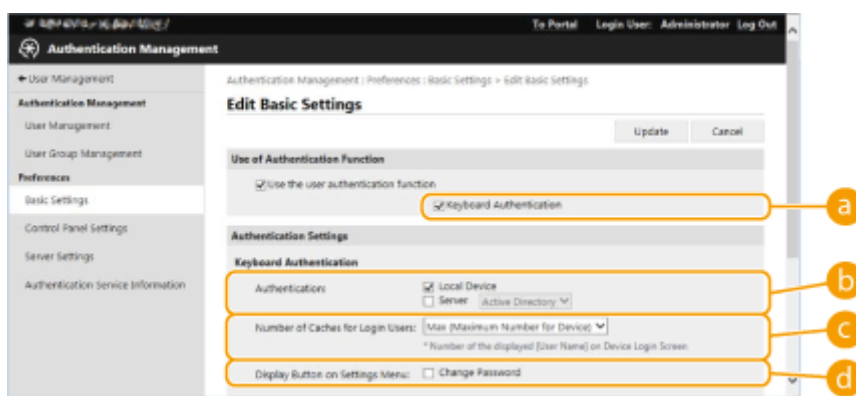 To Portal Login User: Administrator Log Out
Authentication Management
User Management
Authentication Management
User Management
User Group Management
Preferences
Basic Settings
Control Panel Settings
Server Settings
Authentication Service Information
Authentication Management : Preferences : Basic Settings > Edit Basic Settings
Edit Basic Settings
Update Cancel
Use of Authentication Function
Use the user authentication function
Keyboard Authentication
a
Authentication Settings
Keyboard Authentication
Authentication: Local Device
Server Active Directory
b
Number of Caches for Login Users: Max (Maximum Number for Device)
* Number of the displayed [User Name] on Device Login Screen
c
Display Button on Settings Menu: Change Password
d